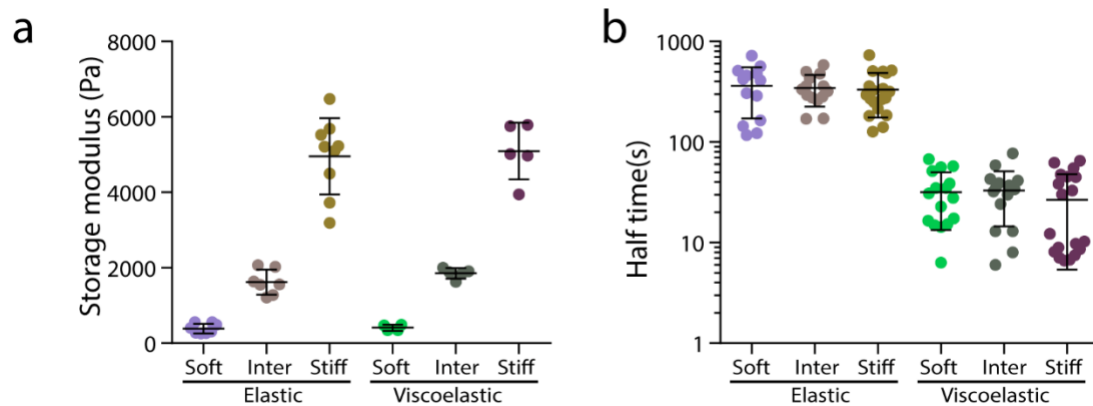 a
Storage modulus (Pa)
8000
6000
4000
2000
0
Soft Inter Stiff Soft Inter Stiff
Elastic Viscoelastic
b
Half time(s)
1000
100
10
1
Soft Inter Stiff Soft Inter Stiff
Elastic Viscoelastic